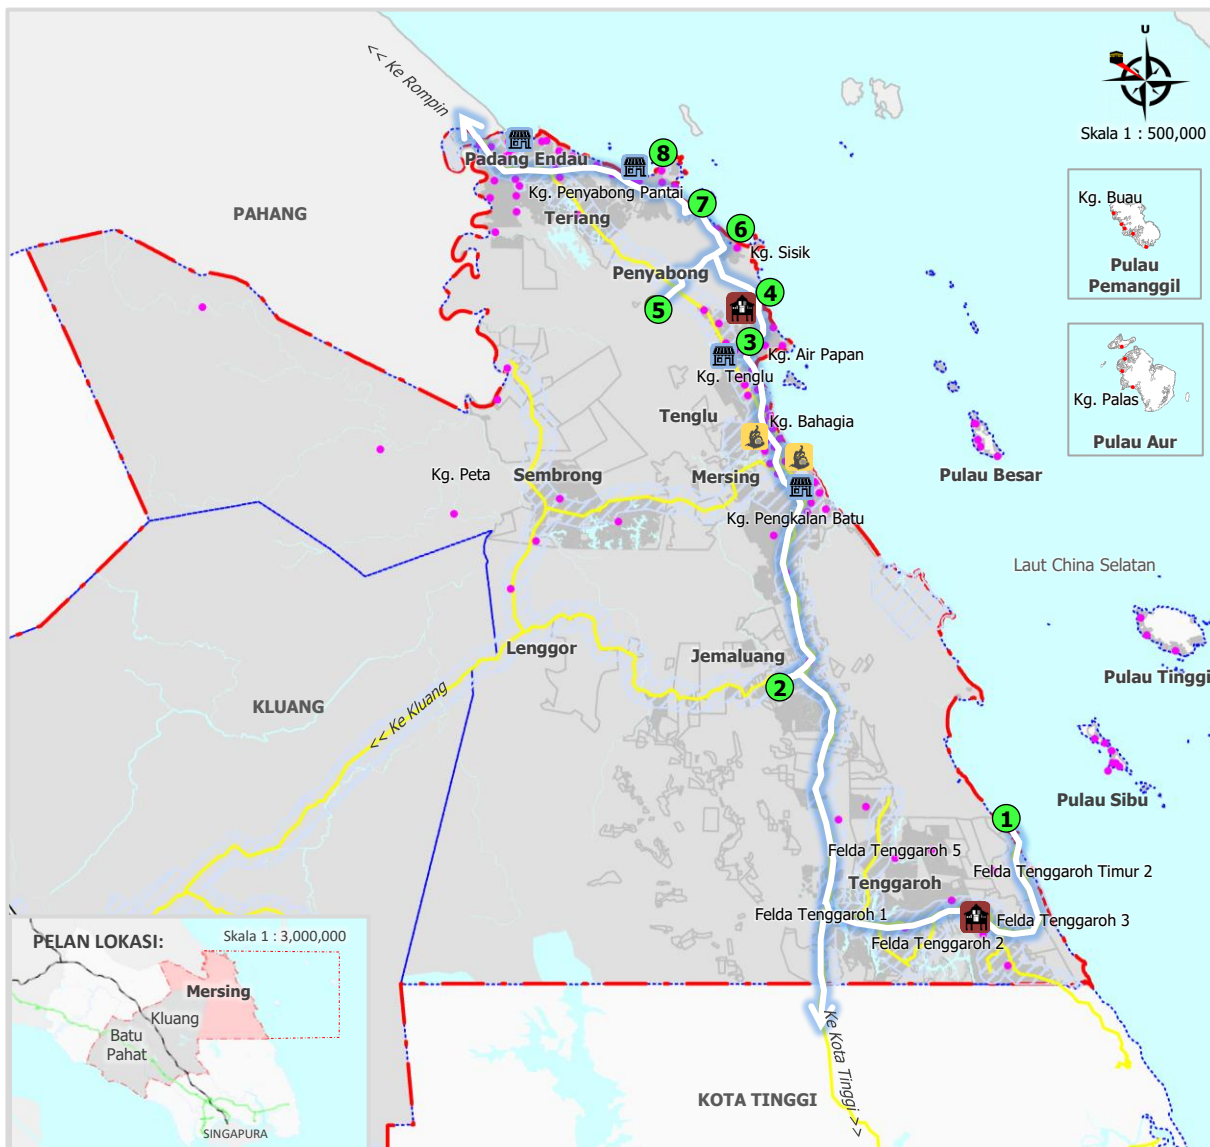 U
Skala 1 : 500,000
<< Ke Rompin
Padang Endau
8
Kg. Penyabong Pantai
7
PAHANG
Teriang
6
Kg. Sisik
Penyabong
5
4
3
Kg. Air Papan
Kg. Tenglu
Tenglu
Kg. Bahagia
Kg. Peta
Sembrong
Mersing
Kg. Pengkalan Batu
Kg. Buau
Pulau
Pemanggil
Kg. Palas
Pulau Aur
Pulau Besar
Laut China Selatan
Lenggor
Jemaluang
2
Pulau Tinggi
KLUANG
<< Ke Kluang
Pulau Sibu
1
Felda Tenggaroh 5
Felda Tenggaroh Timur 2
Tenggaroh
Felda Tenggaroh 1
Felda Tenggaroh 3
Felda Tenggaroh 2
Ke Kota Tinggi >>
KOTA TINGGI
PELAN LOKASI:
Skala 1 : 3,000,000
Mersing
Kluang
Batu
Pahat
SINGAPURA